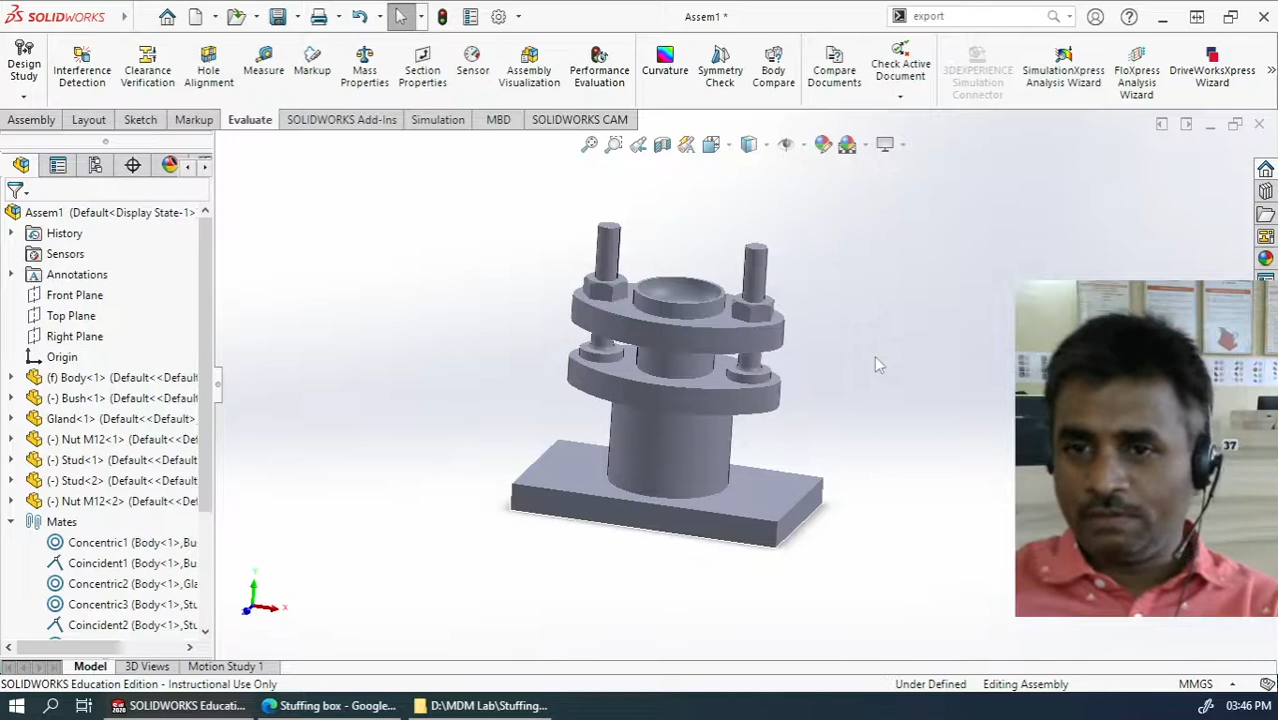 SOLIDWORKS
Assem1 *
export
Design Study
Interference Detection
Clearance Verification
Hole Alignment
Measure
Markup
Mass Properties
Section Properties
Sensor
Assembly Visualization
Performance Evaluation
Curvature
Symmetry Check
Body Compare
Compare Documents
Check Active Document
3DEXPERIENCE Simulation Connector
SimulationXpress Analysis Wizard
FloXpress Analysis Wizard
DriveWorksXpress Wizard
Assembly Layout Sketch Markup Evaluate SOLIDWORKS Add-Ins Simulation MBD SOLIDWORKS CAM
Assem1 (Default<Display State-1>
History
Sensors
Annotations
Front Plane
Top Plane
Right Plane
Origin
(f) Body<1> (Default<<Default
(-) Bush<1> (Default<<Default
Gland<1> (Default<<Default
(-) Nut M12<1> (Default<<Def
(-) Stud<1> (Default<<Default
(-) Stud<2> (Default<<Default
(-) Nut M12<2> (Default<<Def
Mates
Concentric1 (Body<1>,Bu
Coincident1 (Body<1>,Bu
Concentric2 (Body<1>,Gla
Concentric3 (Body<1>,Stu
Coincident2 (Body<1>,Stu
37
Y
X
Model 3D Views Motion Study 1
SOLIDWORKS Education Edition - Instructional Use Only
Under Defined Editing Assembly MMGS
SOLIDWORKS Educati... Stuffing box - Google... D:\MDM Lab\Stuffing... 03:46 PM